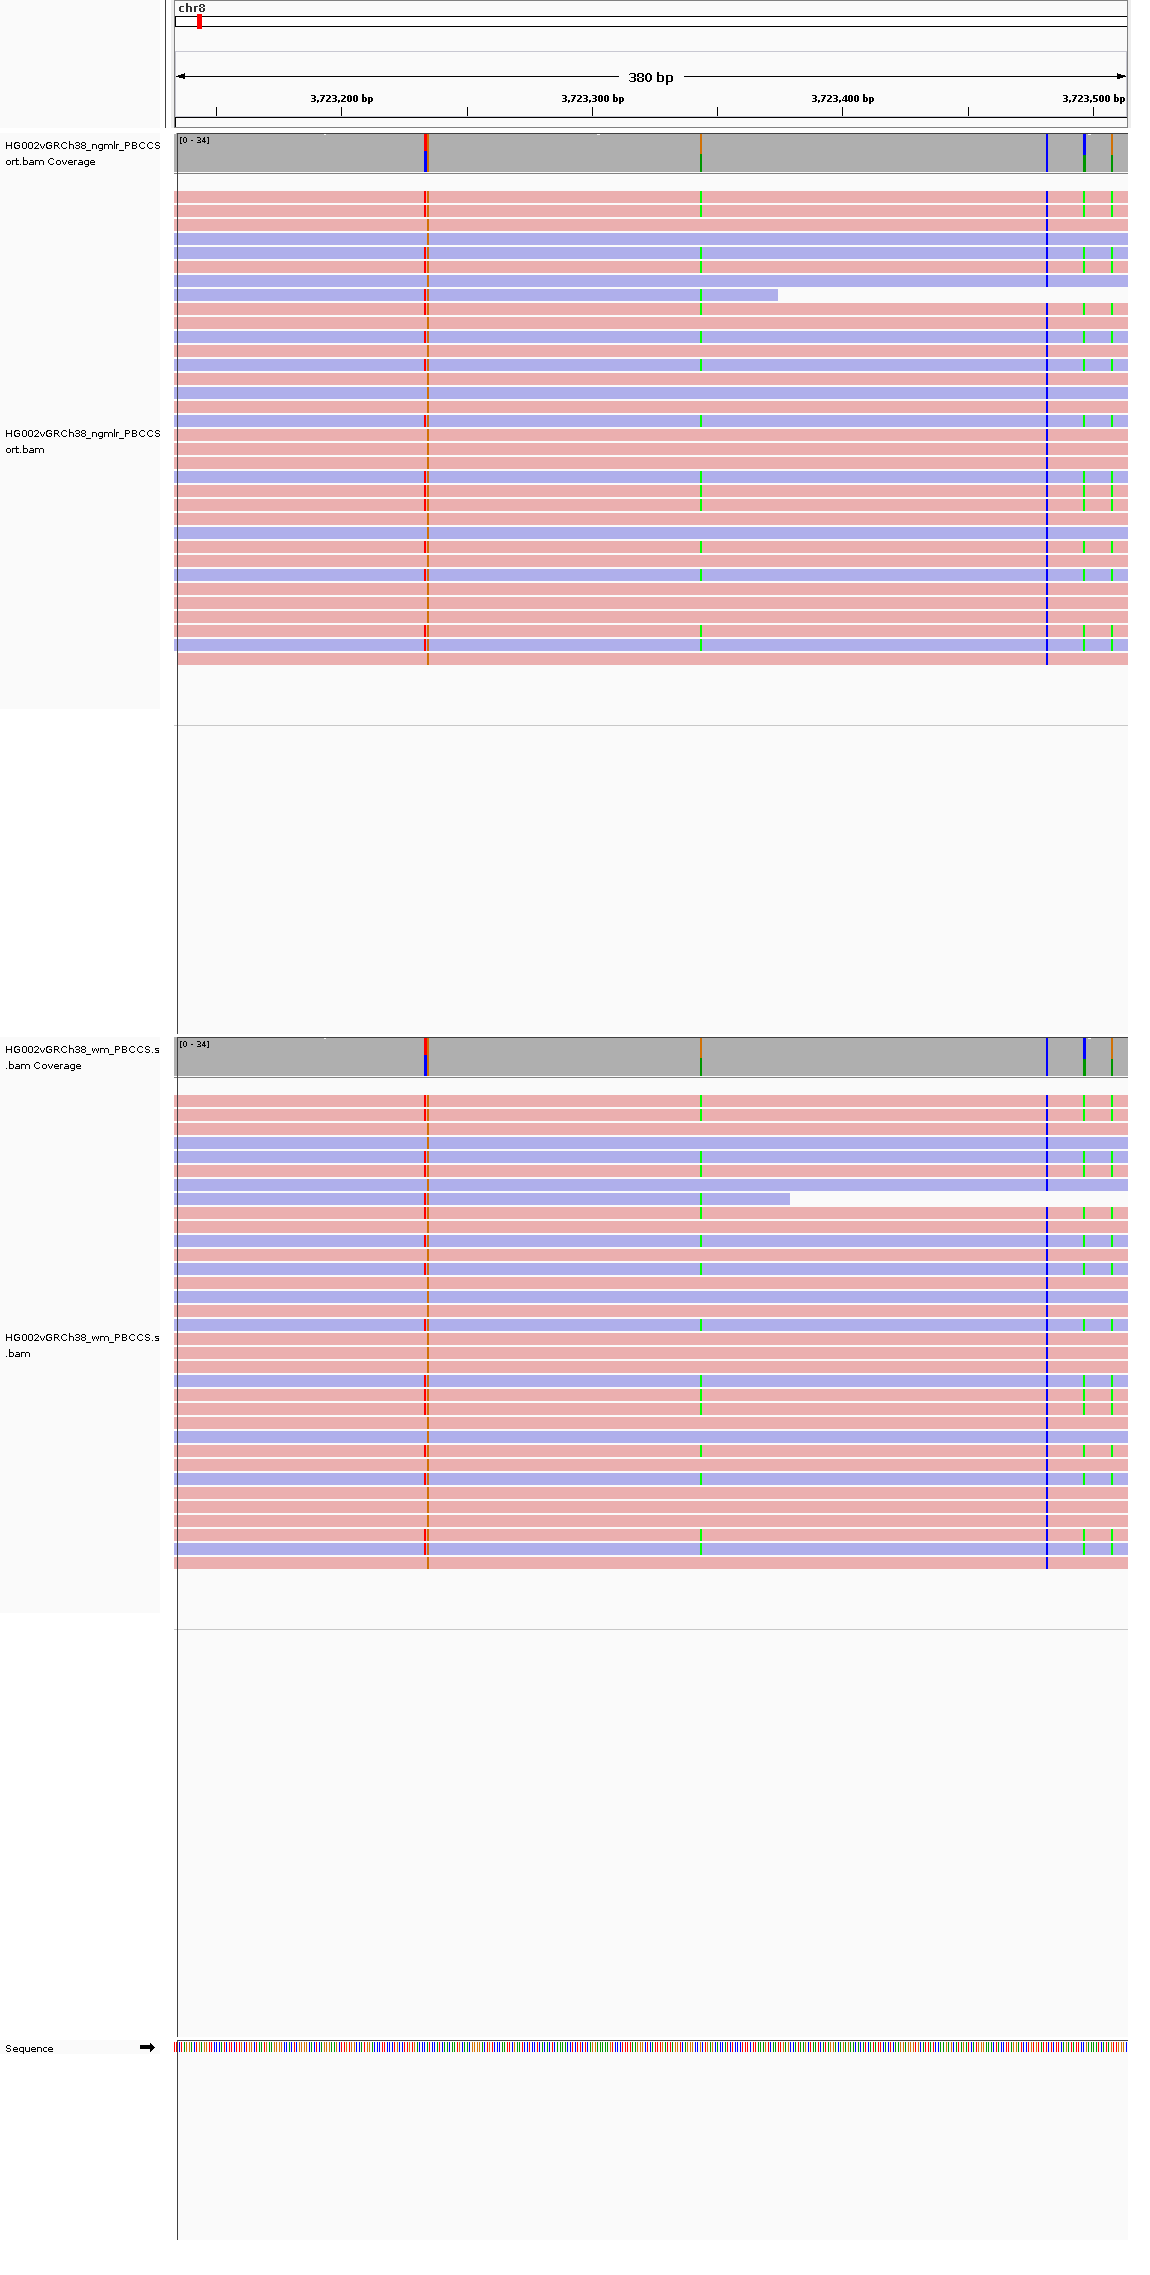 chr8
380 bp
3,723,200 bp 3,723,300 bp 3,723,400 bp 3,723,500 bp
HG002vGRCh38_ngmlr_PBCCS
ort.bam Coverage
[0 - 34]
HG002vGRCh38_ngmlr_PBCCS
ort.bam
HG002vGRCh38_wm_PBCCS.s
.bam Coverage
[0 - 34]
HG002vGRCh38_wm_PBCCS.s
.bam
Sequence